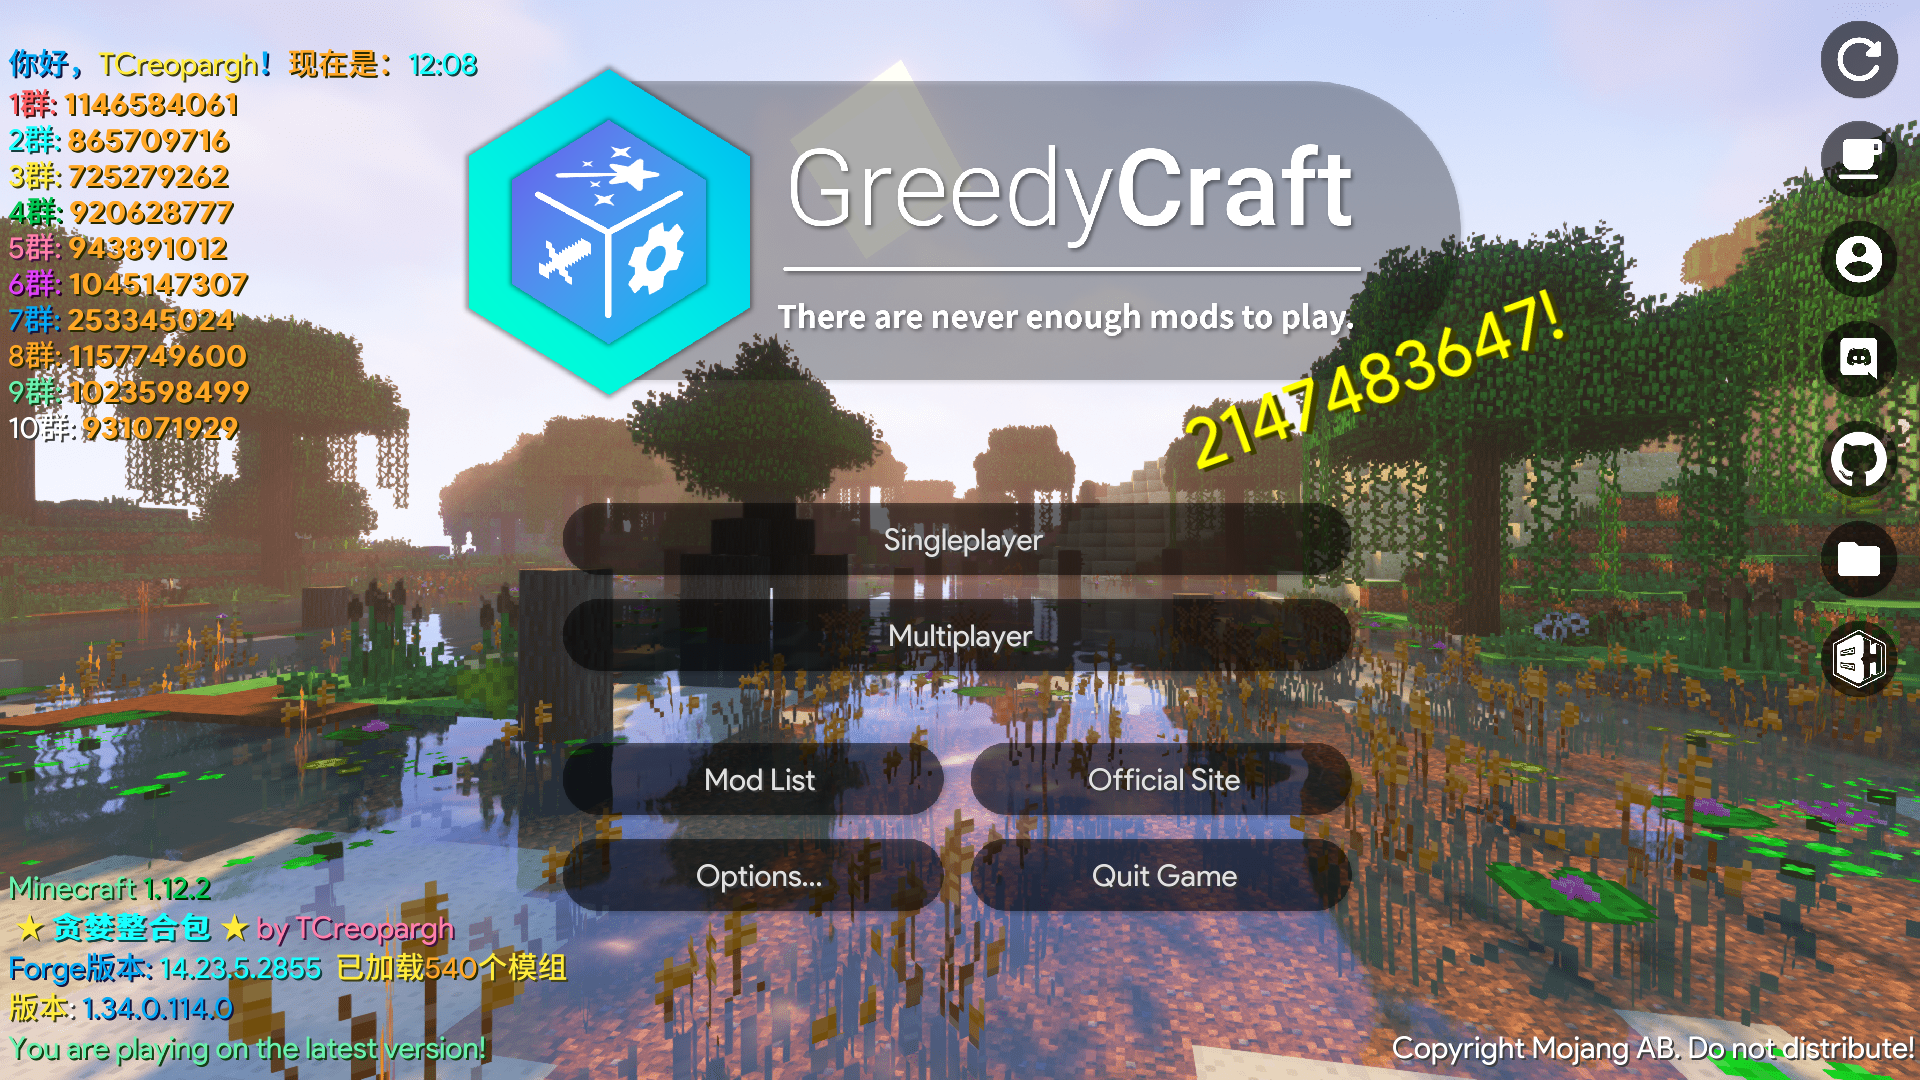 你好，TCreopargh！现在是：12:08
1群: 1146584061
2群: 865709716
3群: 725279262
4群: 920628777
5群: 943891012
6群: 1045147307
7群: 253345024
8群: 1157749600
9群: 1023598499
10群: 931071929
GreedyCraft
There are never enough mods to play.
2147483647!
Singleplayer
Multiplayer
Mod List
Official Site
Options...
Quit Game
Minecraft 1.12.2
★ 贪婪整合包 ★ by TCreopargh
Forge版本: 14.23.5.2855 已加载540个模组
版本: 1.34.0.114.0
You are playing on the latest version!
Copyright Mojang AB. Do not distribute!